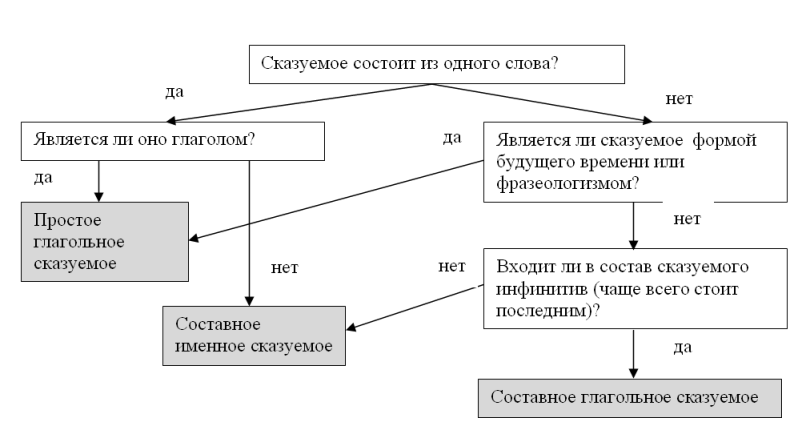 Сказуемое состоит из одного слова?
да
нет
Является ли оно глаголом?
да
Является ли сказуемое формой
будущего времени или
фразеологизмом?
да
Простое
глагольное
сказуемое
нет
нет
нет
Входит ли в состав сказуемого
инфинитив (чаще всего стоит
последним)?
Составное
именное сказуемое
да
Составное глагольное сказуемое